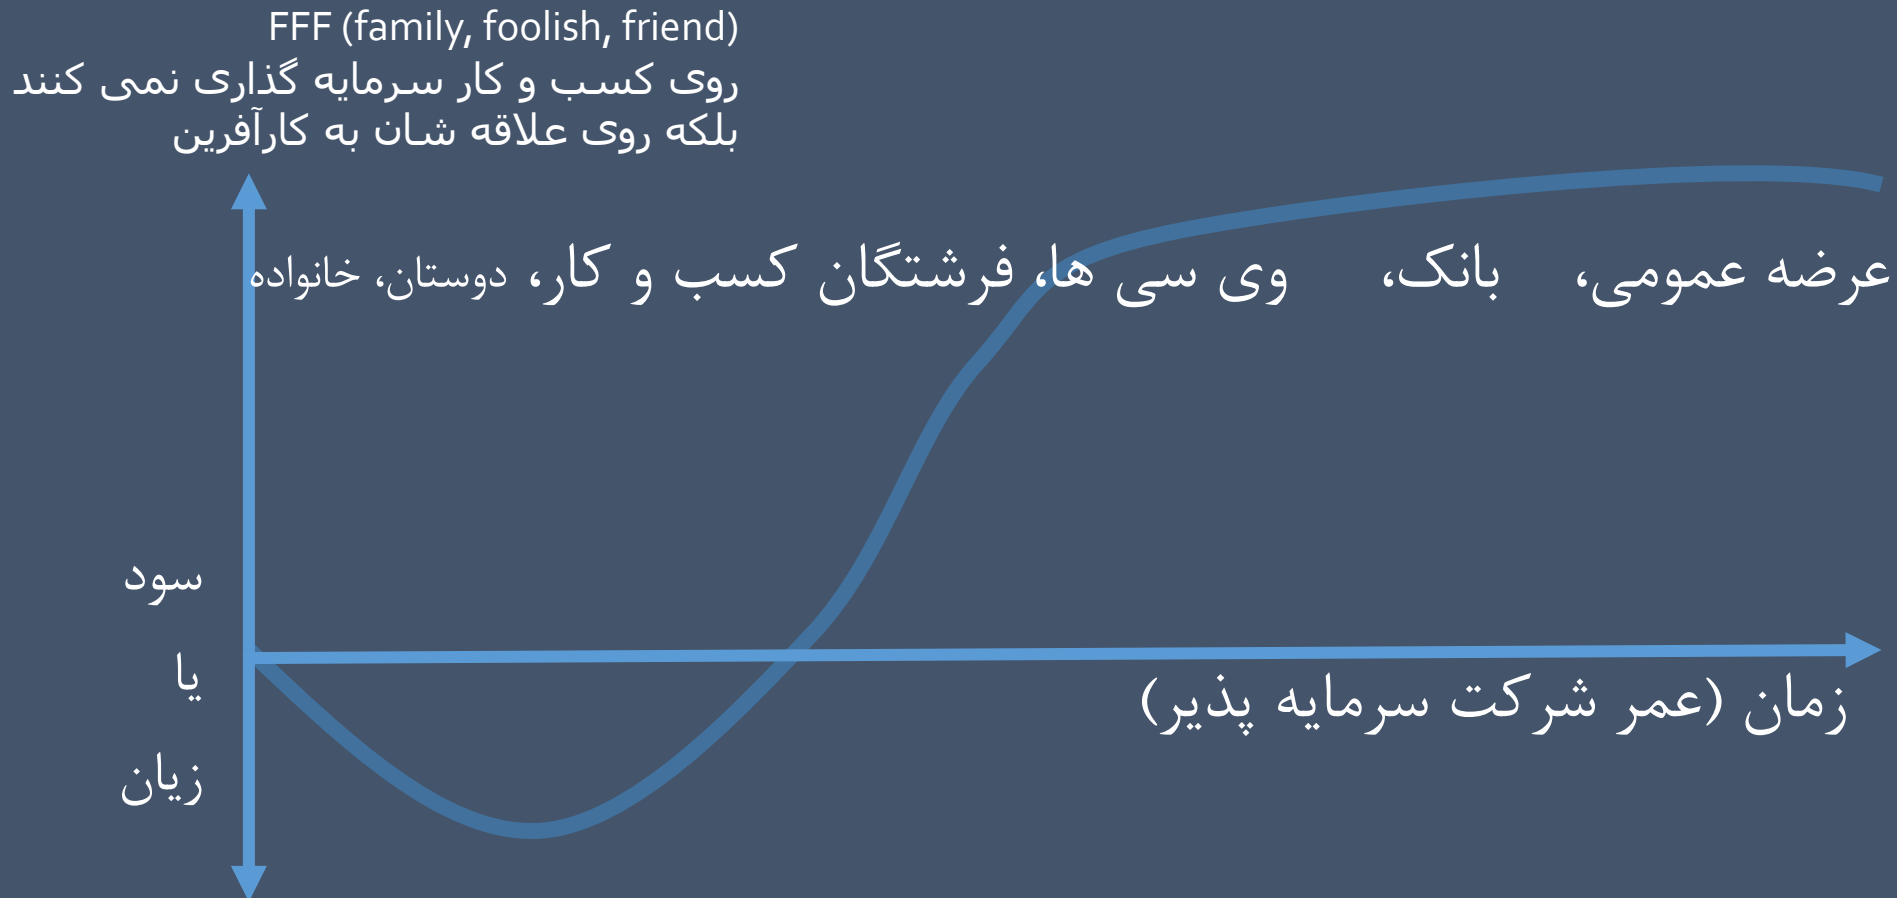 FFF (family, foolish, friend)
روی کسب و کار سرمایه گذاری نمی کنند
بلکه روی علاقه شان به کارآفرین
عرضه عمومی، بانک، وی سی ها، فرشتگان کسب و کار، دوستان، خانواده
سود
یا
زیان
زمان (عمر شرکت سرمایه پذیر)